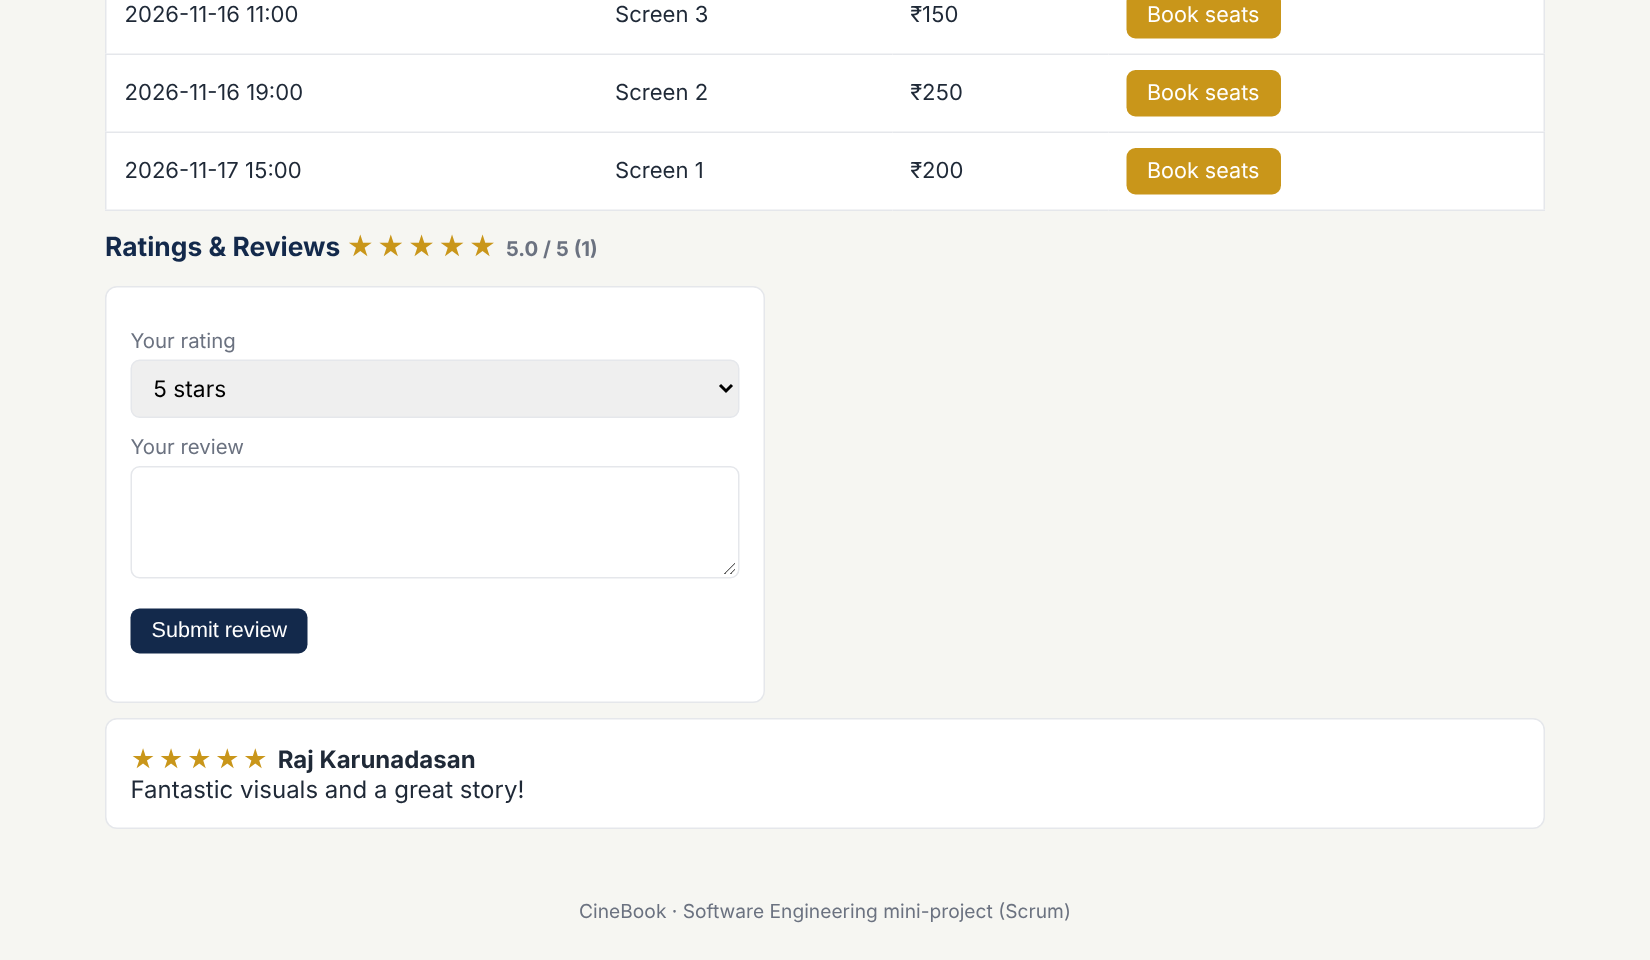 2026-11-16 11:00 Screen 3 ₹150 Book seats
2026-11-16 19:00 Screen 2 ₹250 Book seats
2026-11-17 15:00 Screen 1 ₹200 Book seats
Ratings & Reviews ★★★★★ 5.0 / 5 (1)
Your rating
5 stars
Your review
Submit review
★★★★★ Raj Karunadasan
Fantastic visuals and a great story!
CineBook · Software Engineering mini-project (Scrum)